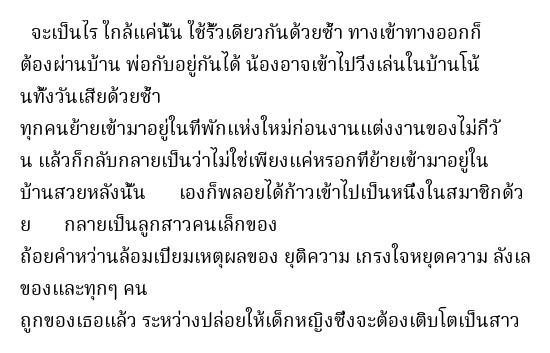 จะเป็นไร ใกล้แค่นั้น ใช้รั้วเดียวกันด้วยซ้ำ ทางเข้าทางออกก็
ต้องผ่านบ้าน พ่อกับอยู่กันได้ น้องอาจเข้าไปวิ่งเล่นในบ้านโน้
นทั้งวันเสียด้วยซ้ำ
ทุกคนย้ายเข้ามาอยู่ในที่พักแห่งใหม่ก่อนงานแต่งงานของไม่กี่วั
น แล้วก็กลับกลายเป็นว่าไม่ใช่เพียงแค่หรอกที่ย้ายเข้ามาอยู่ใน
บ้านสวยหลังนั้น เองก็พลอยได้ก้าวเข้าไปเป็นหนึ่งในสมาชิกด้ว
ย กลายเป็นลูกสาวคนเล็กของ
ถ้อยคำหว่านล้อมเปี่ยมเหตุผลของ ยุติความ เกรงใจหยุดความ ลังเล
ของและทุกๆ คน
ถูกของเธอแล้ว ระหว่างปล่อยให้เด็กหญิงซึ่งจะต้องเติบโตเป็นสาว